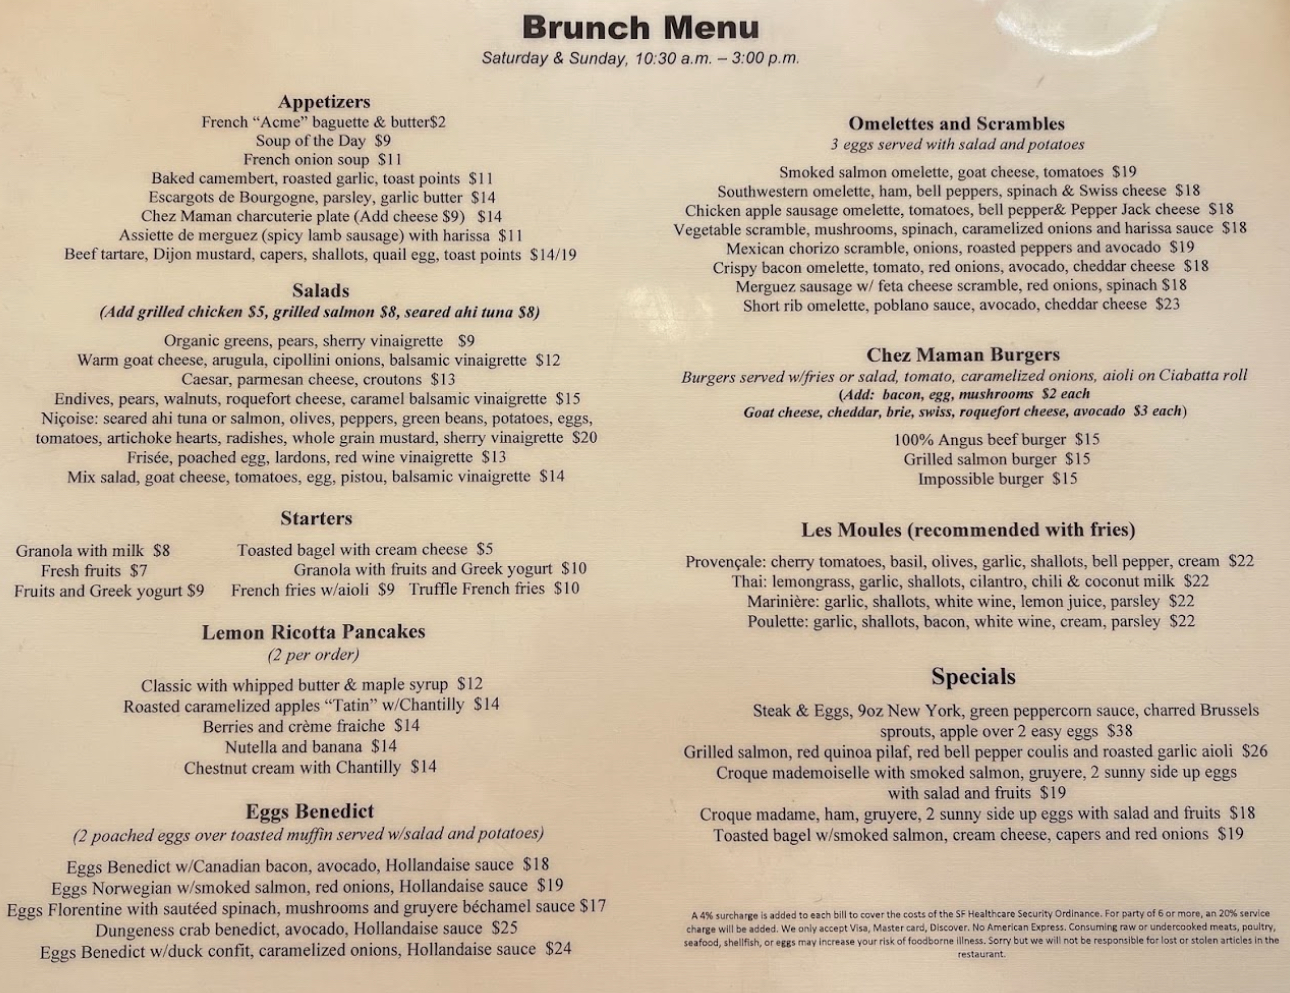 Brunch Menu
Saturday & Sunday, 10:30 a.m. – 3:00 p.m.
Appetizers
French “Acme” baguette & butter$2
Soup of the Day $9
French onion soup $11
Baked camembert, roasted garlic, toast points $11
Escargots de Bourgogne, parsley, garlic butter $14
Chez Maman charcuterie plate (Add cheese $9) $14
Assiette de merguez (spicy lamb sausage) with harissa $11
Beef tartare, Dijon mustard, capers, shallots, quail egg, toast points $14/19
Salads
(Add grilled chicken $5, grilled salmon $8, seared ahi tuna $8)
Organic greens, pears, sherry vinaigrette $9
Warm goat cheese, arugula, cipollini onions, balsamic vinaigrette $12
Caesar, parmesan cheese, croutons $13
Endives, pears, walnuts, roquefort cheese, caramel balsamic vinaigrette $15
Niçoise: seared ahi tuna or salmon, olives, peppers, green beans, potatoes, eggs,
tomatoes, artichoke hearts, radishes, whole grain mustard, sherry vinaigrette $20
Frisée, poached egg, lardons, red wine vinaigrette $13
Mix salad, goat cheese, tomatoes, egg, pistou, balsamic vinaigrette $14
Starters
Granola with milk $8 Toasted bagel with cream cheese $5
Fresh fruits $7 Granola with fruits and Greek yogurt $10
Fruits and Greek yogurt $9 French fries w/aioli $9 Truffle French fries $10
Lemon Ricotta Pancakes
(2 per order)
Classic with whipped butter & maple syrup $12
Roasted caramelized apples “Tatin” w/Chantilly $14
Berries and crème fraiche $14
Nutella and banana $14
Chestnut cream with Chantilly $14
Eggs Benedict
(2 poached eggs over toasted muffin served w/salad and potatoes)
Eggs Benedict w/Canadian bacon, avocado, Hollandaise sauce $18
Eggs Norwegian w/smoked salmon, red onions, Hollandaise sauce $19
Eggs Florentine with sautéed spinach, mushrooms and gruyere béchamel sauce $17
Dungeness crab benedict, avocado, Hollandaise sauce $25
Eggs Benedict w/duck confit, caramelized onions, Hollandaise sauce $24
Omelettes and Scrambles
3 eggs served with salad and potatoes
Smoked salmon omelette, goat cheese, tomatoes $19
Southwestern omelette, ham, bell peppers, spinach & Swiss cheese $18
Chicken apple sausage omelette, tomatoes, bell pepper& Pepper Jack cheese $18
Vegetable scramble, mushrooms, spinach, caramelized onions and harissa sauce $18
Mexican chorizo scramble, onions, roasted peppers and avocado $19
Crispy bacon omelette, tomato, red onions, avocado, cheddar cheese $18
Merguez sausage w/ feta cheese scramble, red onions, spinach $18
Short rib omelette, poblano sauce, avocado, cheddar cheese $23
Chez Maman Burgers
Burgers served w/fries or salad, tomato, caramelized onions, aioli on Ciabatta roll
(Add: bacon, egg, mushrooms $2 each
Goat cheese, cheddar, brie, swiss, roquefort cheese, avocado $3 each)
100% Angus beef burger $15
Grilled salmon burger $15
Impossible burger $15
Les Moules (recommended with fries)
Provençale: cherry tomatoes, basil, olives, garlic, shallots, bell pepper, cream $22
Thai: lemongrass, garlic, shallots, cilantro, chili & coconut milk $22
Marinière: garlic, shallots, white wine, lemon juice, parsley $22
Poulette: garlic, shallots, bacon, white wine, cream, parsley $22
Specials
Steak & Eggs, 9oz New York, green peppercorn sauce, charred Brussels
sprouts, apple over 2 easy eggs $38
Grilled salmon, red quinoa pilaf, red bell pepper coulis and roasted garlic aioli $26
Croque mademoiselle with smoked salmon, gruyere, 2 sunny side up eggs
with salad and fruits $19
Croque madame, ham, gruyere, 2 sunny side up eggs with salad and fruits $18
Toasted bagel w/smoked salmon, cream cheese, capers and red onions $19
A 4% surcharge is added to each bill to cover the costs of the SF Healthcare Security Ordinance. For party of 6 or more, an 20% service
charge will be added. We only accept Visa, Master card, Discover. No American Express. Consuming raw or undercooked meats, poultry,
seafood, shellfish, or eggs may increase your risk of foodborne illness. Sorry but we will not be responsible for lost or stolen articles in the
restaurant.